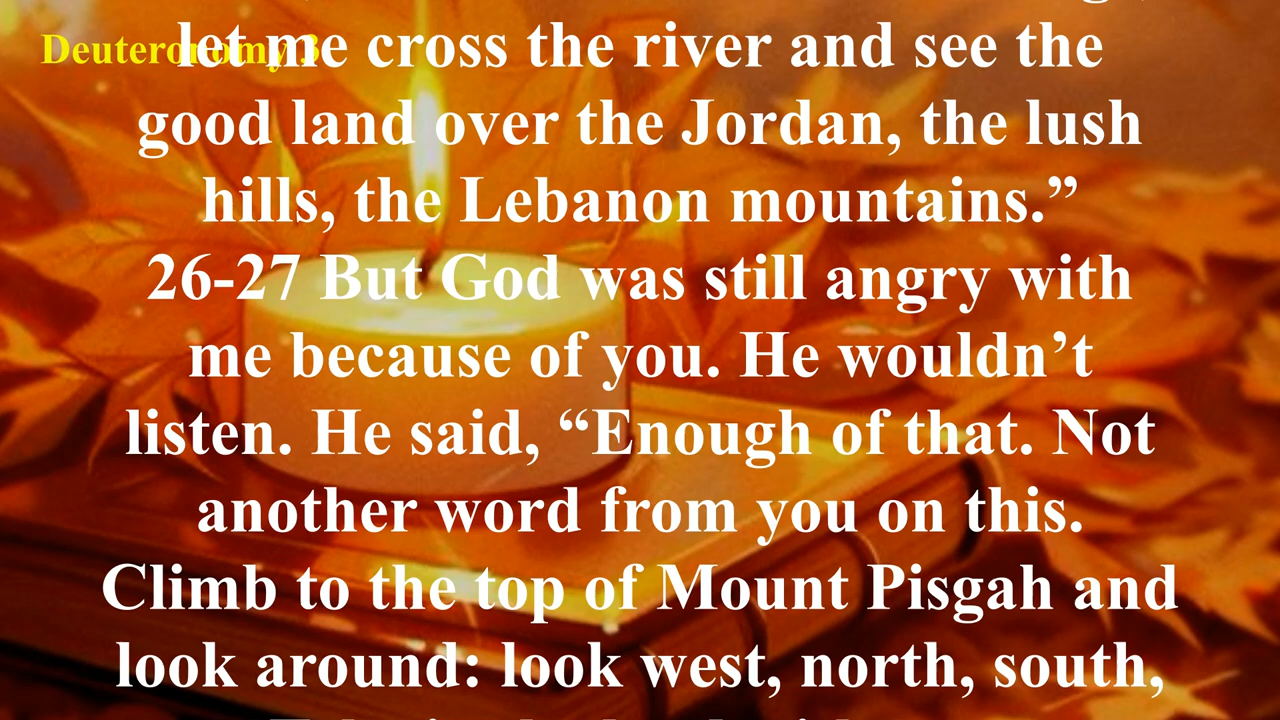 Deuteronomy 3
let me cross the river and see the
good land over the Jordan, the lush
hills, the Lebanon mountains.”
26-27 But God was still angry with
me because of you. He wouldn’t
listen. He said, “Enough of that. Not
another word from you on this.
Climb to the top of Mount Pisgah and
look around: look west, north, south,